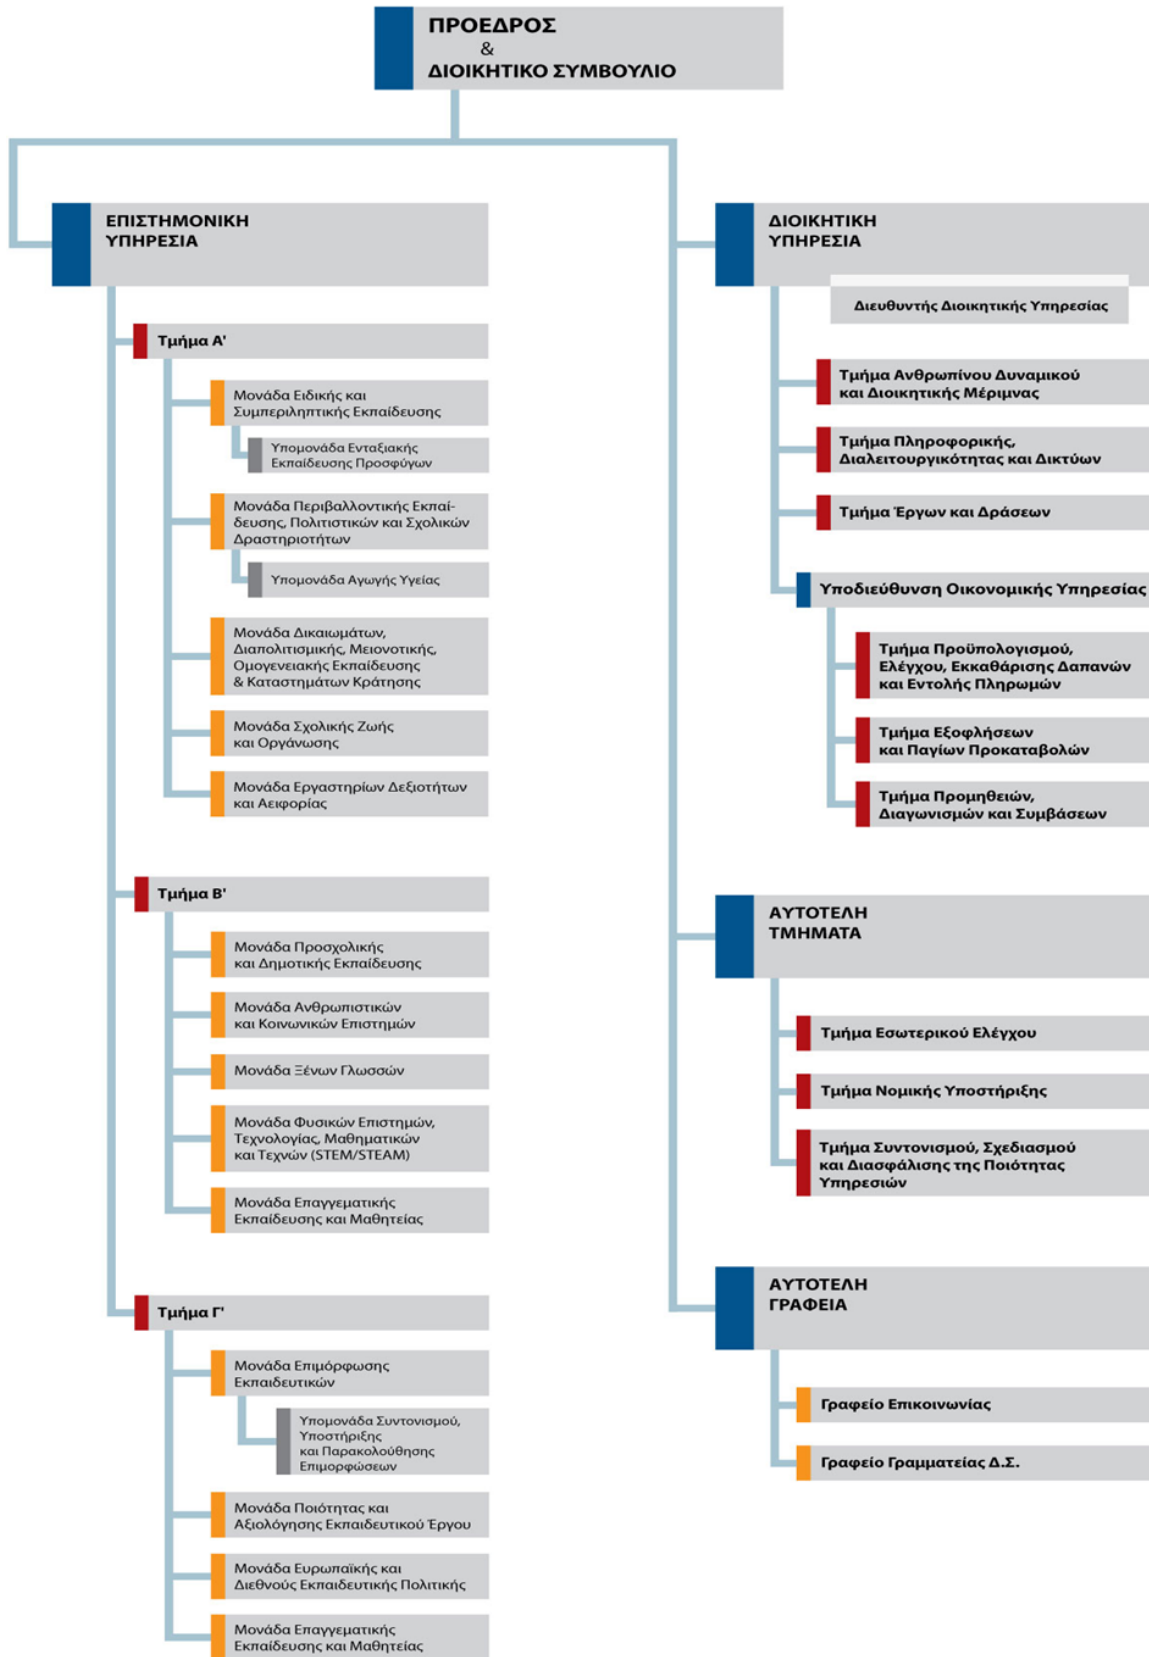 ΠΡΟΕΔΡΟΣ
&
ΔΙΟΙΚΗΤΙΚΟ ΣΥΜΒΟΥΛΙΟ
ΕΠΙΣΤΗΜΟΝΙΚΗ
ΥΠΗΡΕΣΙΑ
Τμήμα Α'
Μονάδα Ειδικής και
Συμπεριληπτικής Εκπαίδευσης
Υπομονάδα Ενταξιακής
Εκπαίδευσης Προσφύγων
Μονάδα Περιβαλλοντικής Εκπαί-
δευσης, Πολιτιστικών και Σχολικών
Δραστηριοτήτων
Υπομονάδα Αγωγής Υγείας
Μονάδα Δικαιωμάτων,
Διαπολιτισμικής, Μειονοτικής,
Ομογενειακής Εκπαίδευσης
& Καταστημάτων Κράτησης
Μονάδα Σχολικής Ζωής
και Οργάνωσης
Μονάδα Εργαστηρίων Δεξιοτήτων
και Αειφορίας
Τμήμα Β'
Μονάδα Προσχολικής
και Δημοτικής Εκπαίδευσης
Μονάδα Ανθρωπιστικών
και Κοινωνικών Επιστημών
Μονάδα Ξένων Γλωσσών
Μονάδα Φυσικών Επιστημών,
Τεχνολογίας, Μαθηματικών
και Τεχνών (STEM/STEAM)
Μονάδα Επαγγεματικής
Εκπαίδευσης και Μαθητείας
Τμήμα Γ'
Μονάδα Επιμόρφωσης
Εκπαιδευτικών
Υπομονάδα Συντονισμού,
Υποστήριξης
και Παρακολούθησης
Επιμορφώσεων
Μονάδα Ποιότητας και
Αξιολόγησης Εκπαιδευτικού Έργου
Μονάδα Ευρωπαϊκής και
Διεθνούς Εκπαιδευτικής Πολιτικής
Μονάδα Επαγγεματικής
Εκπαίδευσης και Μαθητείας
ΔΙΟΙΚΗΤΙΚΗ
ΥΠΗΡΕΣΙΑ
Διευθυντής Διοικητικής Υπηρεσίας
Τμήμα Ανθρωπίνου Δυναμικού
και Διοικητικής Μέριμνας
Τμήμα Πληροφορικής,
Διαλειτουργικότητας και Δικτύων
Τμήμα Έργων και Δράσεων
Υποδιεύθυνση Οικονομικής Υπηρεσίας
Τμήμα Προϋπολογισμού,
Ελέγχου, Εκκαθάρισης Δαπανών
και Εντολής Πληρωμών
Τμήμα Εξοφλήσεων
και Παγίων Προκαταβολών
Τμήμα Προμηθειών,
Διαγωνισμών και Συμβάσεων
ΑΥΤΟΤΕΛΗ
ΤΜΗΜΑΤΑ
Τμήμα Εσωτερικού Ελέγχου
Τμήμα Νομικής Υποστήριξης
Τμήμα Συντονισμού, Σχεδιασμού
και Διασφάλισης της Ποιότητας
Υπηρεσιών
ΑΥΤΟΤΕΛΗ
ΓΡΑΦΕΙΑ
Γραφείο Επικοινωνίας
Γραφείο Γραμματείας Δ.Σ.